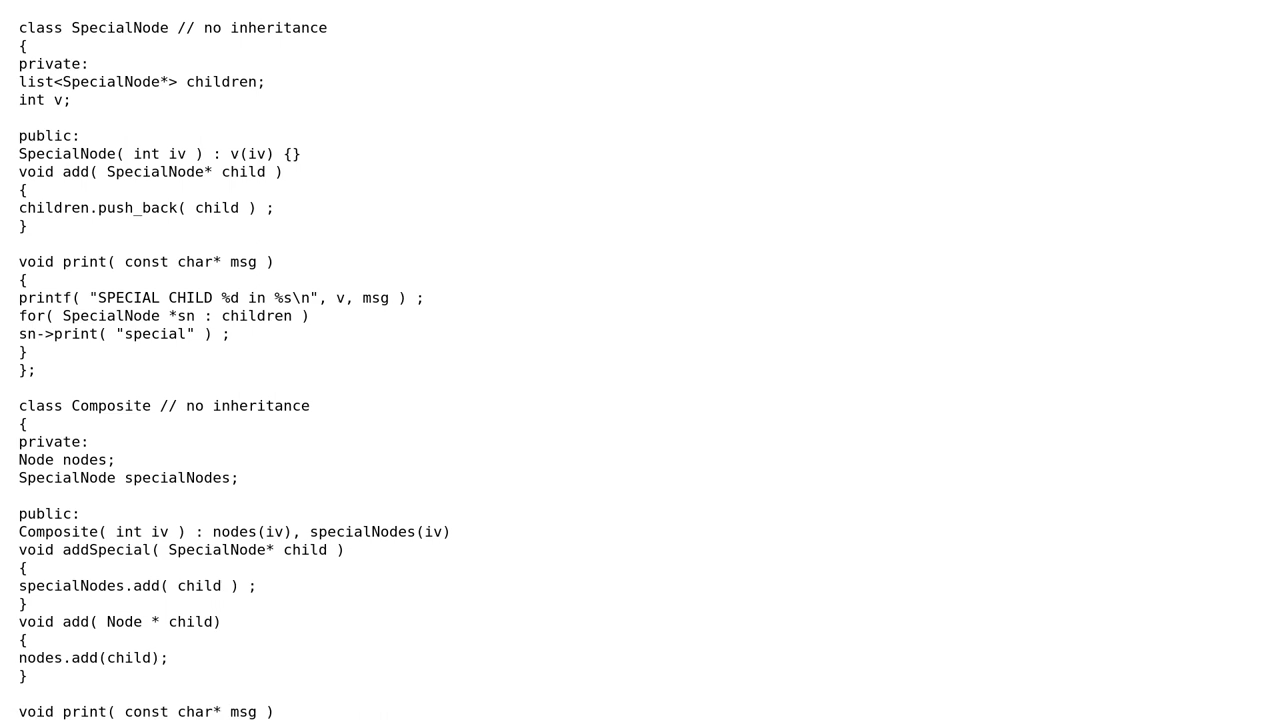 class SpecialNode // no inheritance
{
private:
list<SpecialNode*> children;
int v;

public:
SpecialNode( int iv ) : v(iv) {}
void add( SpecialNode* child )
{
children.push_back( child ) ;
}

void print( const char* msg )
{
printf( "SPECIAL CHILD %d in %s\n", v, msg ) ;
for( SpecialNode *sn : children )
sn->print( "special" ) ;
}
};

class Composite // no inheritance
{
private:
Node nodes;
SpecialNode specialNodes;

public:
Composite( int iv ) : nodes(iv), specialNodes(iv)
void addSpecial( SpecialNode* child )
{
specialNodes.add( child ) ;
}
void add( Node * child)
{
nodes.add(child);
}

void print( const char* msg )